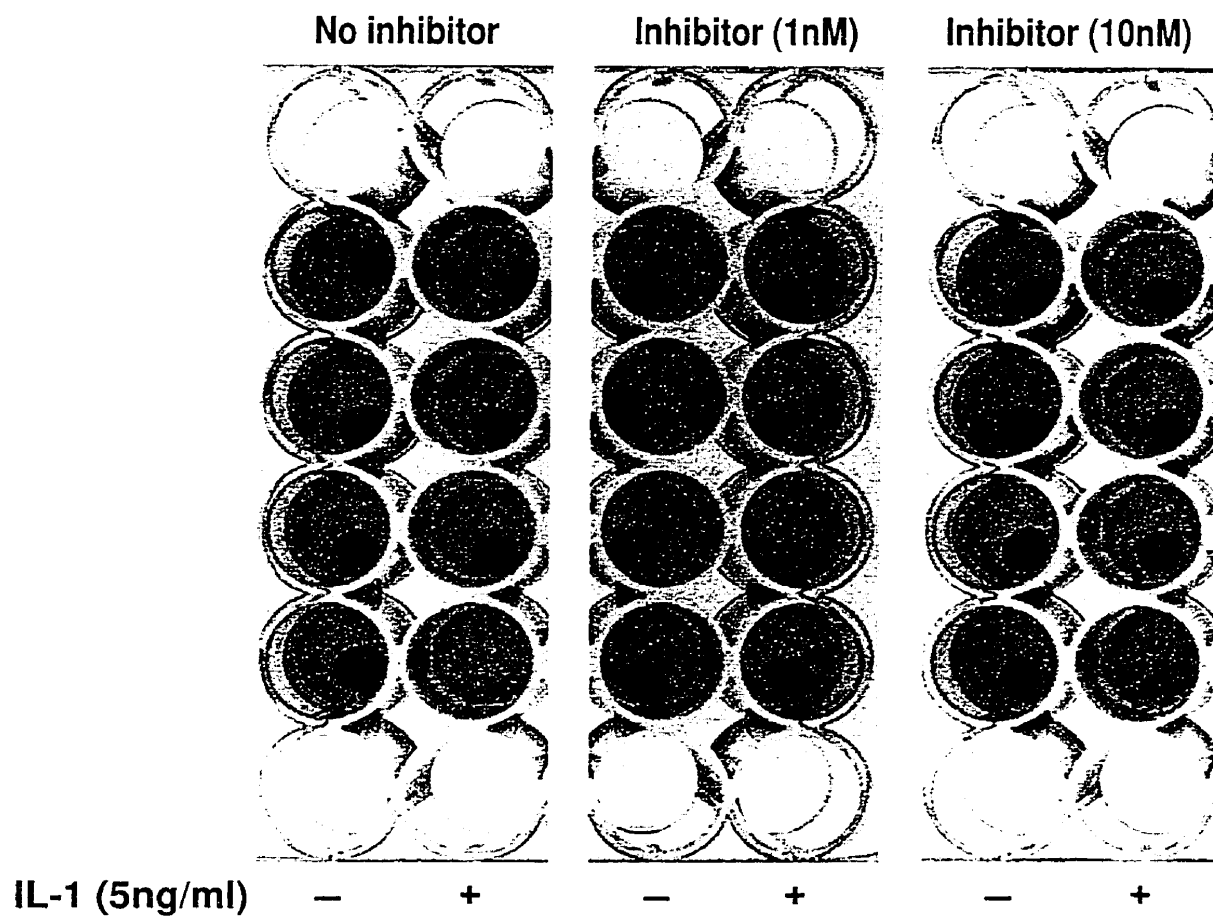 No inhibitor Inhibitor (1nM) Inhibitor (10nM)
IL-1 (5ng/ml) – + – + – +